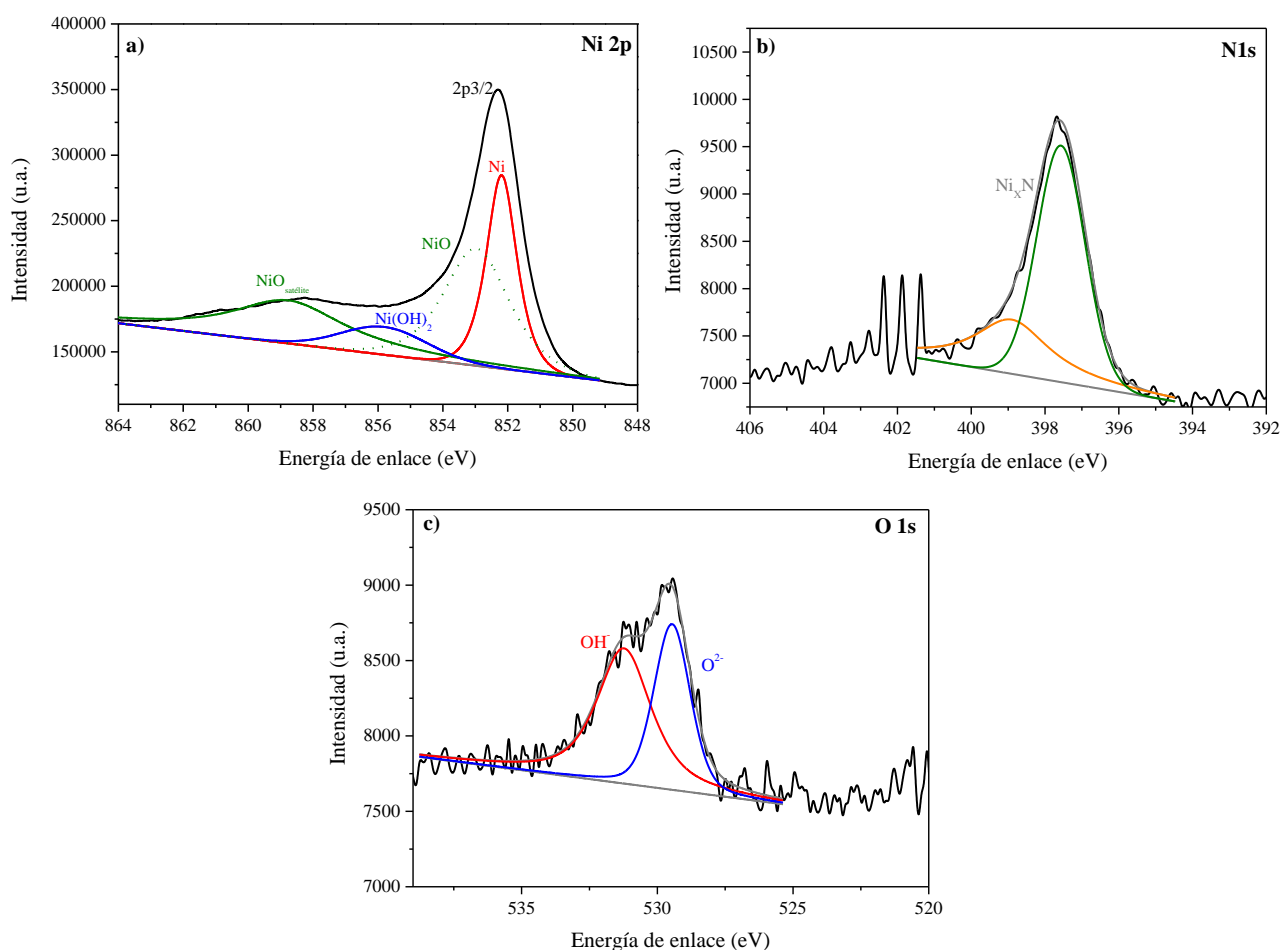 a)
Ni 2p
2p3/2
Ni
NiO
NiO satélite
Ni(OH)2
400000
350000
300000
250000
200000
150000
864 862 860 858 856 854 852 850 848
Intensidad (u.a.)
Energía de enlace (eV)
b)
N1s
NiXN
10500
10000
9500
9000
8500
8000
7500
7000
406 404 402 400 398 396 394 392
Intensidad (u.a.)
Energía de enlace (eV)
c)
O 1s
OH-
O2-
9500
9000
8500
8000
7500
7000
535 530 525 520
Intensidad (u.a.)
Energía de enlace (eV)